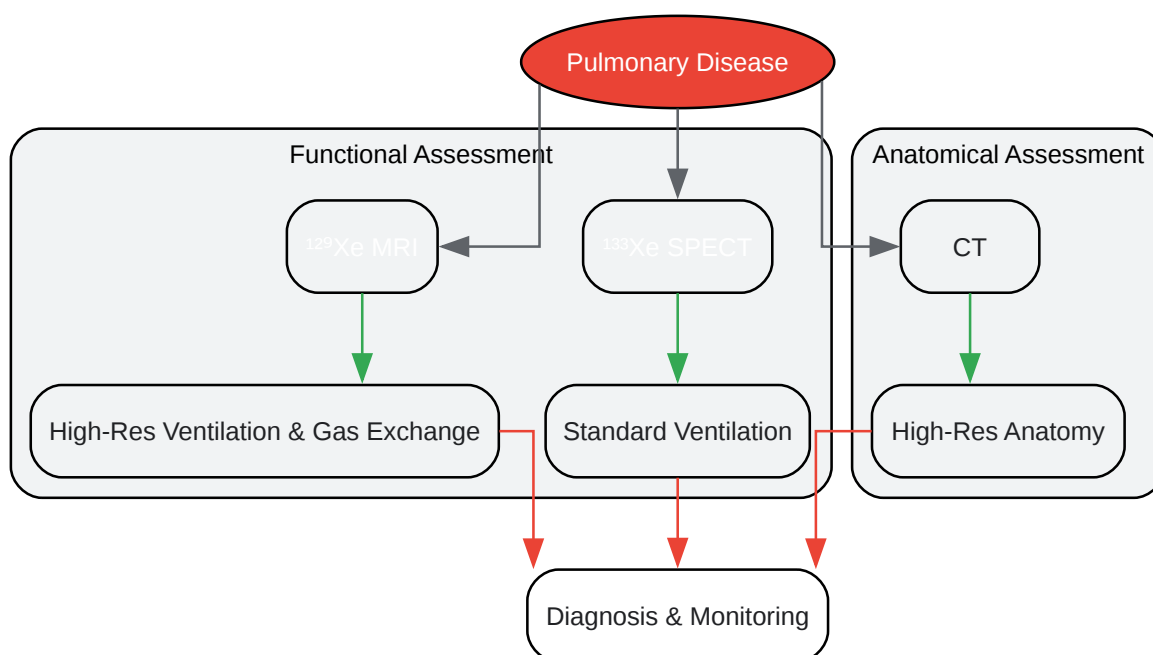 Pulmonary Disease
Functional Assessment
Anatomical Assessment
¹²⁹Xe MRI
¹³³Xe SPECT
CT
High-Res Ventilation & Gas Exchange
Standard Ventilation
High-Res Anatomy
Diagnosis & Monitoring